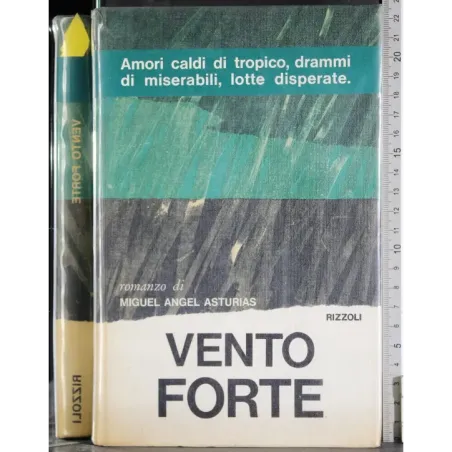 Amori caldi di tropico, drammi
di miserabili, lotte disperate.
romanzo di
MIGUEL ANGEL ASTURIAS
RIZZOLI
VENTO
FORTE
VENTO FORTE
RIZZOLI